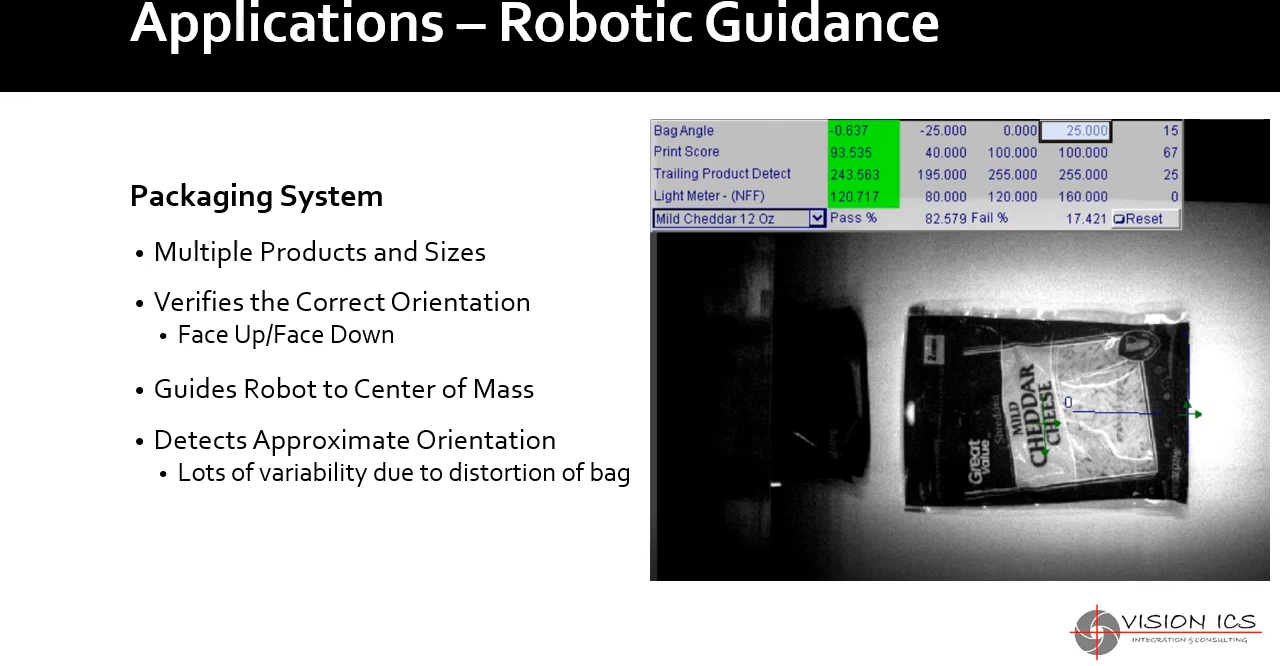 Applications – Robotic Guidance
Packaging System
• Multiple Products and Sizes
• Verifies the Correct Orientation
• Face Up/Face Down
• Guides Robot to Center of Mass
• Detects Approximate Orientation
• Lots of variability due to distortion of bag
Bag Angle -0.637 -25.000 0.000 25.000 15
Print Score 93.535 40.000 100.000 100.000 67
Trailing Product Detect 243.563 195.000 255.000 255.000 25
Light Meter - (NFF) 120.717 80.000 120.000 160.000 0
Mild Cheddar 12 Oz Pass % 82.579 Fail % 17.421 Reset
Great
Value
Shredded
MILD
CHEDDAR
CHEESE
0
VISION ICS
INTEGRATION & CONSULTING